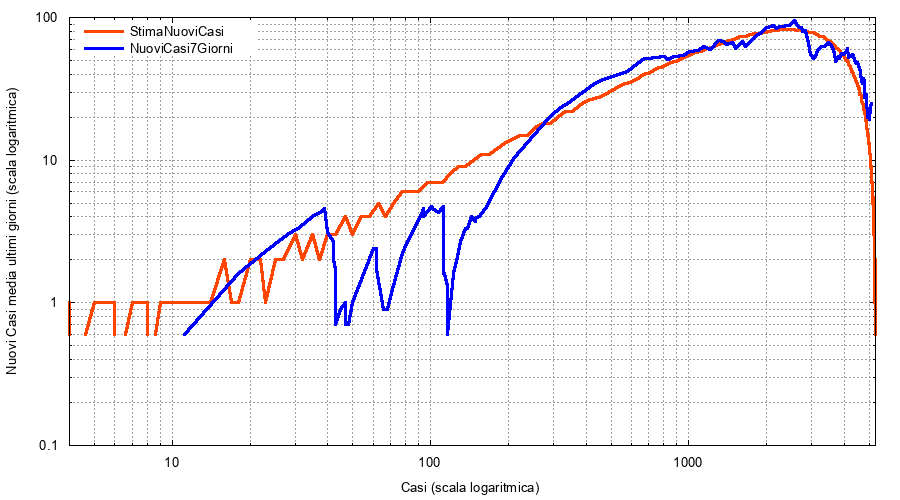 StimaNuoviCasi
NuoviCasi7Giorni
100
10
1
0.1
Nuovi Casi media ultimi giorni (scala logaritmica)
10
100
1000
Casi (scala logaritmica)